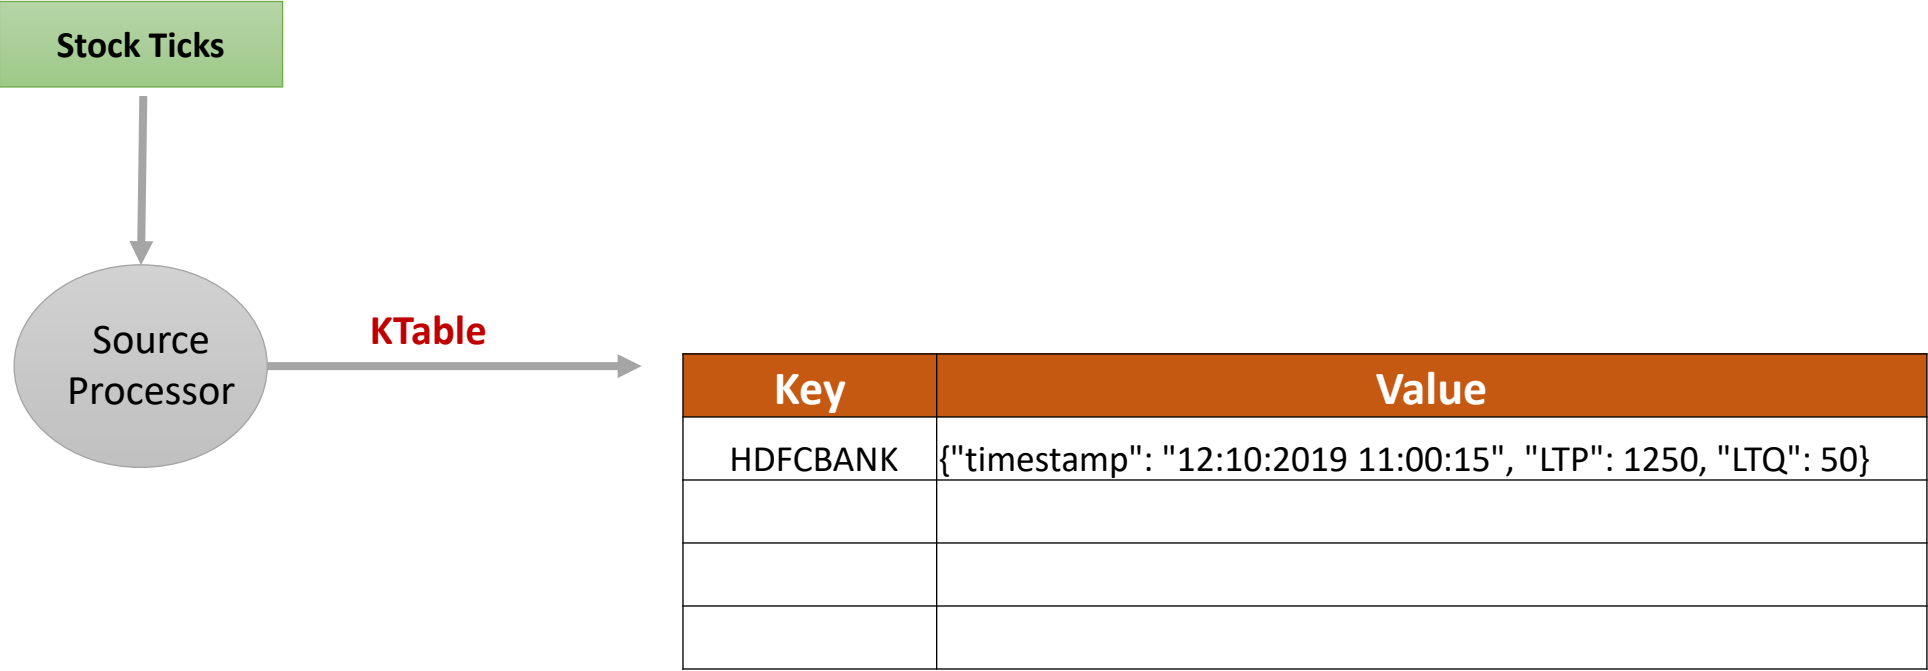 Stock Ticks
Source
Processor
KTable
Key Value
HDFCBANK {"timestamp": "12:10:2019 11:00:15", "LTP": 1250, "LTQ": 50}